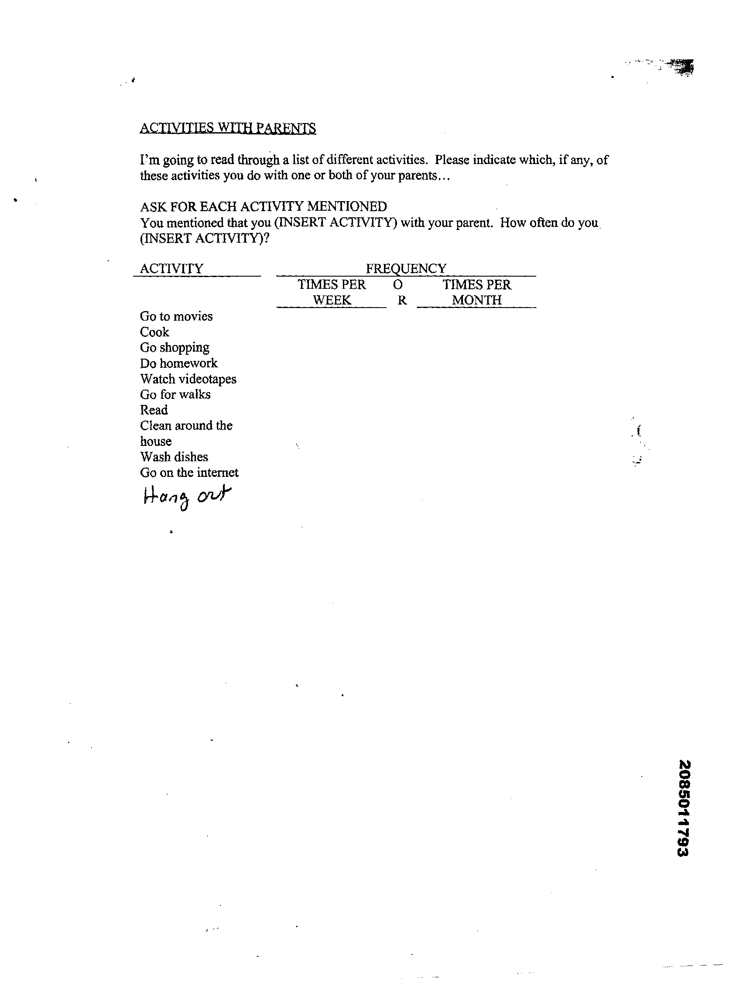 ACTIVITIES WITH PARENTS
I'm going to read through a list of different activities. Please indicate which, if any, of
these activities you do with one or both of your parents…
ASK FOR EACH ACTIVITY MENTIONED
You mentioned that you (INSERT ACTIVITY) with your parent. How often do you
(INSERT ACTIVITY)?
ACTIVITY FREQUENCY
TIMES PER O TIMES PER
WEEK R MONTH
Go to movies
Cook
Go shopping
Do homework
Watch videotapes
Go for walks
Read
Clean around the
house
Wash dishes
Go on the internet
Hang out
2085011793